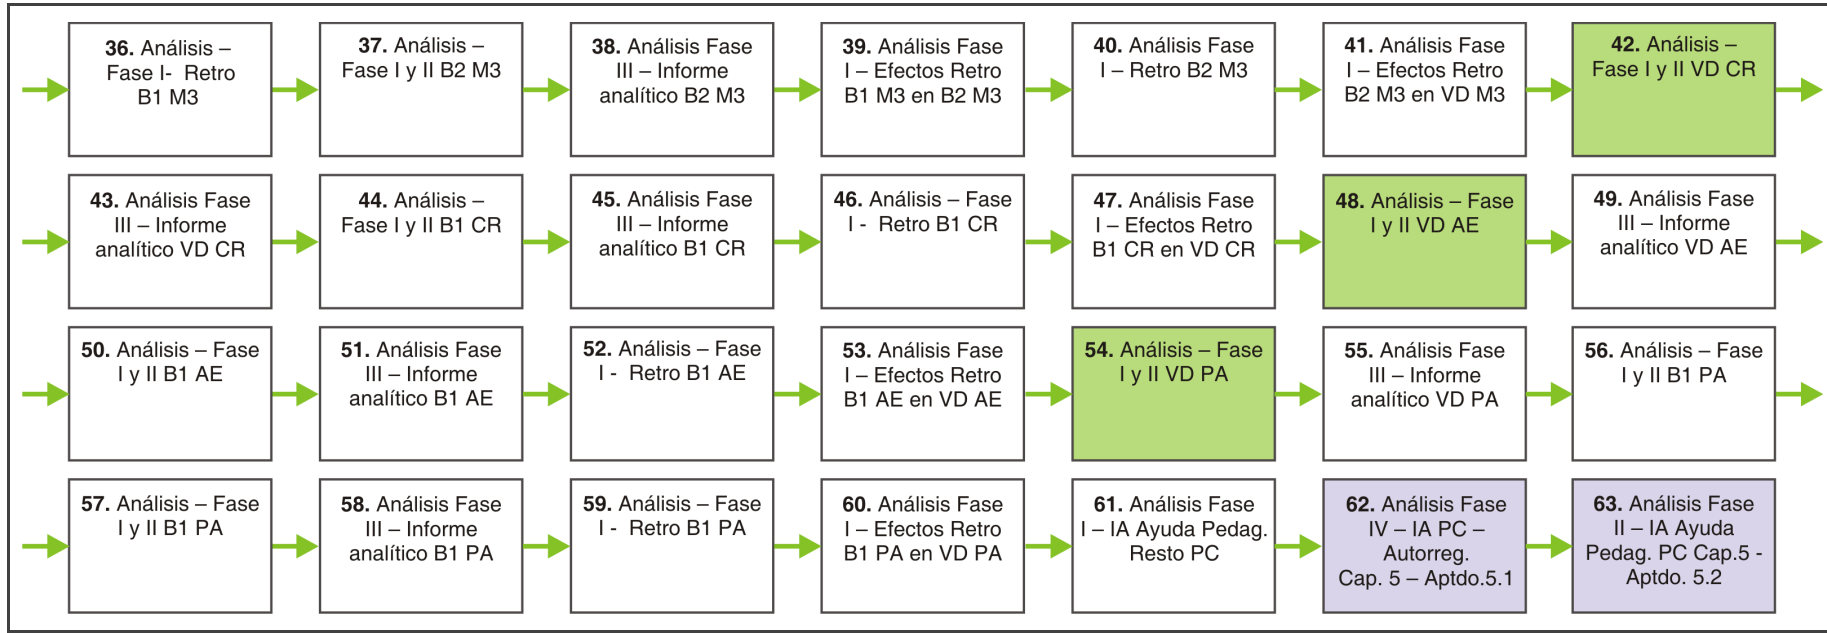 36. Análisis –
Fase I-  Retro
B1 M3
37. Análisis –
Fase I y II B2 M3
38. Análisis Fase
III – Informe
analítico B2 M3
39. Análisis Fase
I – Efectos Retro
B1 M3 en B2 M3
40. Análisis Fase
I – Retro B2 M3
41. Análisis Fase
I – Efectos Retro
B2 M3 en VD M3
42. Análisis –
Fase I y II VD CR
43. Análisis Fase
III – Informe
analítico VD CR
44. Análisis –
Fase I y II B1 CR
45. Análisis Fase
III – Informe
analítico B1 CR
46. Análisis – Fase
I -  Retro B1 CR
47. Análisis Fase
I – Efectos Retro
B1 CR en VD CR
48. Análisis – Fase
I y II VD AE
49. Análisis Fase
III – Informe
analítico VD AE
50. Análisis – Fase
I y II B1 AE
51. Análisis Fase
III – Informe
analítico B1 AE
52. Análisis – Fase
I -  Retro B1 AE
53. Análisis Fase
I – Efectos Retro
B1 AE en VD AE
54. Análisis – Fase
I y II VD PA
55. Análisis Fase
III – Informe
analítico VD PA
56. Análisis – Fase
I y II B1 PA
57. Análisis – Fase
I y II B1 PA
58. Análisis Fase
III – Informe
analítico B1 PA
59. Análisis – Fase
I -  Retro B1 PA
60. Análisis Fase
I – Efectos Retro
B1 PA en VD PA
61. Análisis Fase
I – IA Ayuda Pedag.
Resto PC
62. Análisis Fase
IV – IA PC –
Autorreg.
Cap. 5 – Aptdo.5.1
63. Análisis Fase
II – IA Ayuda
Pedag. PC Cap.5 -
Aptdo. 5.2